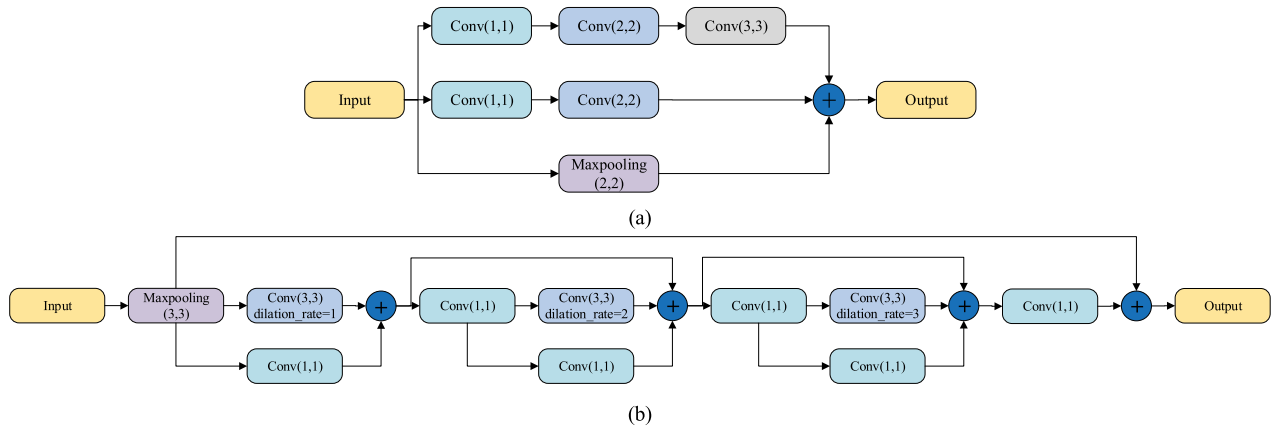 Conv(1,1)
Conv(2,2)
Conv(3,3)
Input
Conv(1,1)
Conv(2,2)
+
Output
Maxpooling
(2,2)
(a)
Input
Maxpooling
(3,3)
Conv(3,3)
dilation_rate=1
+
Conv(1,1)
Conv(3,3)
dilation_rate=2
+
Conv(1,1)
Conv(3,3)
dilation_rate=3
+
Conv(1,1)
+
Output
Conv(1,1)
Conv(1,1)
Conv(1,1)
(b)